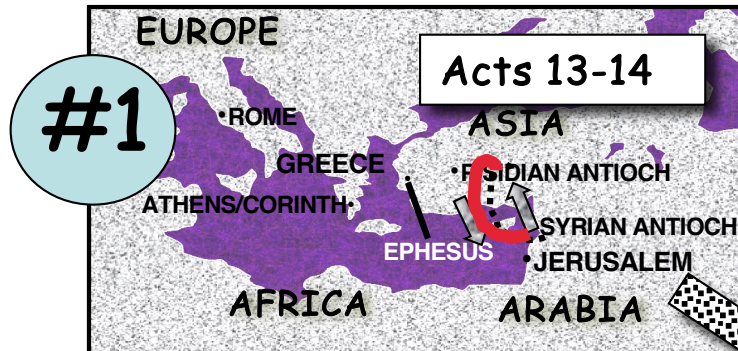 EUROPE
#1
Acts 13-14
•ROME
ASIA
GREECE
•PISIDIAN ANTIOCH
ATHENS/CORINTH•
SYRIAN ANTIOCH
EPHESUS
•JERUSALEM
AFRICA
ARABIA